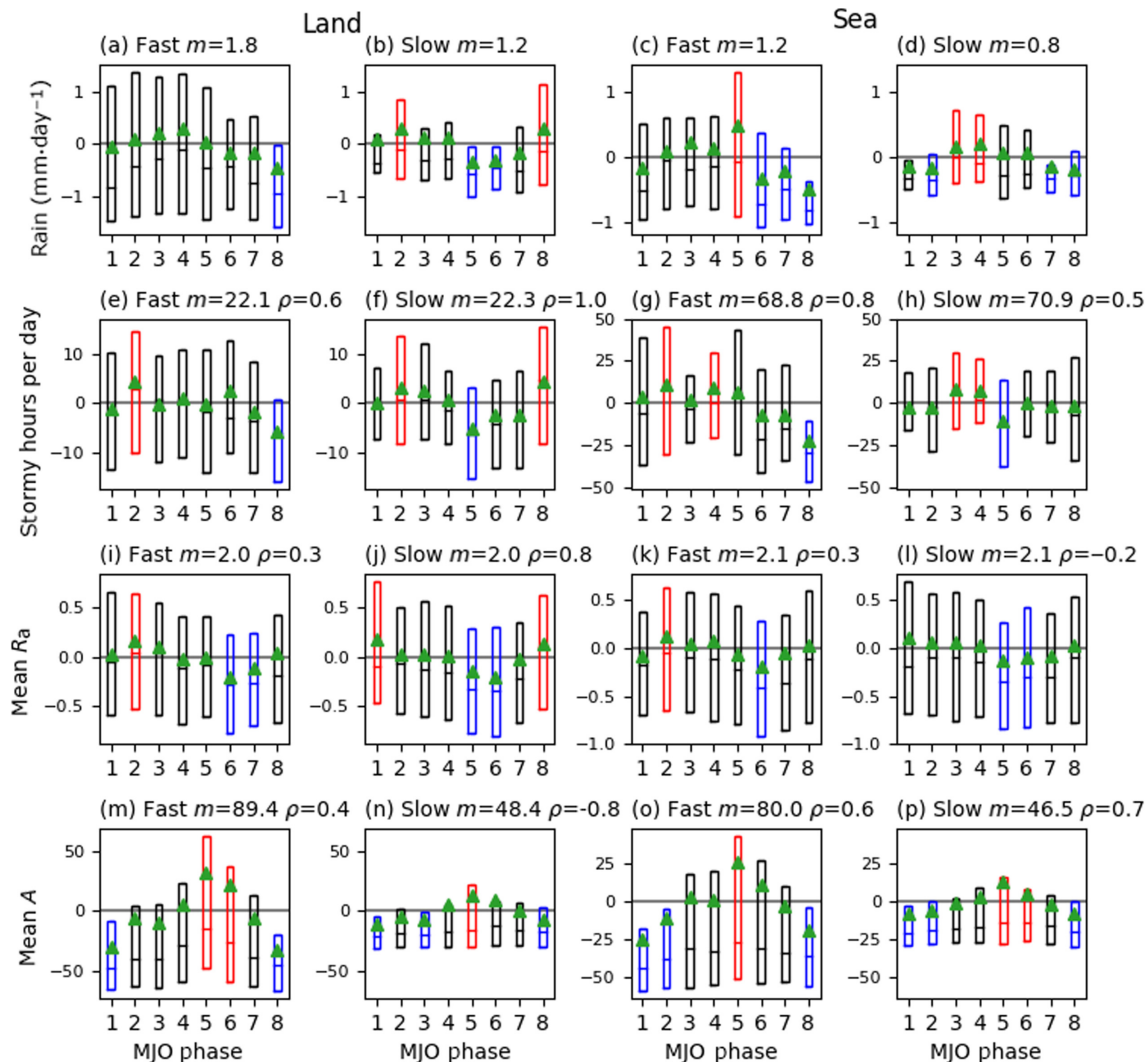 Land Sea
(a) Fast m=1.8 (b) Slow m=1.2 (c) Fast m=1.2 (d) Slow m=0.8
Rain (mm·day⁻¹)
1 1 1 1
0 0 0 0
−1 −1 −1 −1
1 2 3 4 5 6 7 8 1 2 3 4 5 6 7 8 1 2 3 4 5 6 7 8 1 2 3 4 5 6 7 8
(e) Fast m=22.1 ρ=0.6 (f) Slow m=22.3 ρ=1.0 (g) Fast m=68.8 ρ=0.8 (h) Slow m=70.9 ρ=0.5
Stormy hours per day
50 50
10 10 25 25
0 0 0 0
−10 −10 −25 −25
−50 −50
1 2 3 4 5 6 7 8 1 2 3 4 5 6 7 8 1 2 3 4 5 6 7 8 1 2 3 4 5 6 7 8
(i) Fast m=2.0 ρ=0.3 (j) Slow m=2.0 ρ=0.8 (k) Fast m=2.1 ρ=0.3 (l) Slow m=2.1 ρ=−0.2
Mean Ra
0.5 0.5 0.5 0.5
0.0 0.0 0.0 0.0
−0.5 −0.5 −0.5 −0.5
−1.0 −1.0
1 2 3 4 5 6 7 8 1 2 3 4 5 6 7 8 1 2 3 4 5 6 7 8 1 2 3 4 5 6 7 8
(m) Fast m=89.4 ρ=0.4 (n) Slow m=48.4 ρ=-0.8 (o) Fast m=80.0 ρ=0.6 (p) Slow m=46.5 ρ=0.7
Mean A
50 50 25 25
0 0 0 0
−50 −50 −25 −25
−50 −50
1 2 3 4 5 6 7 8 1 2 3 4 5 6 7 8 1 2 3 4 5 6 7 8 1 2 3 4 5 6 7 8
MJO phase MJO phase MJO phase MJO phase